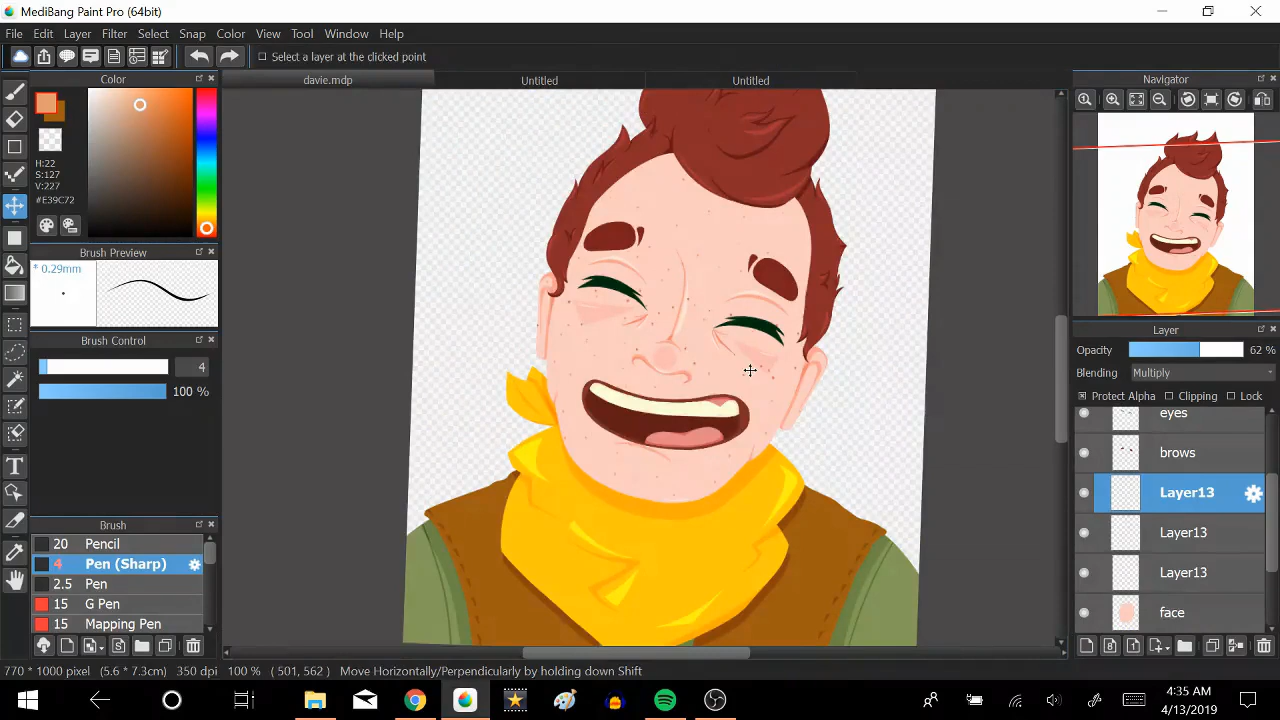 MediBang Paint Pro (64bit)
File Edit View Layer Filter Select Snap Color View Tool Window Help
Select a layer at the clicked point
Color
davie.mdp
Untitled
Untitled
Navigator
H:22
S:127
V:227
#E39C72
Brush Preview
* 0.29mm
Brush Control
4
100 %
Layer
Opacity 62 %
Blending Multiply
Protect Alpha Clipping Lock
eyes
brows
Layer13
Layer13
Layer13
face
Brush
20 Pencil
4 Pen (Sharp)
2.5 Pen
15 G Pen
15 Mapping Pen
770 * 1000 pixel (5.6 * 7.3cm) 350 dpi 100 % ( 501, 562 ) Move Horizontally/Perpendicularly by holding down Shift
4:35 AM
4/13/2019